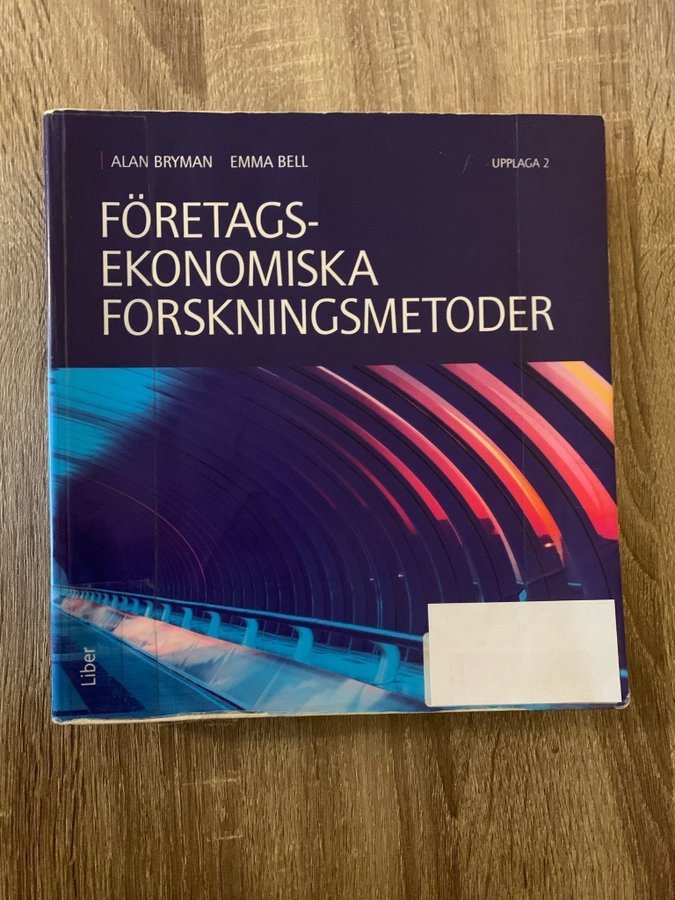 ALAN BRYMAN EMMA BELL
UPPLAGA 2
FÖRETAGS-
EKONOMISKA
FORSKNINGSMETODER
Liber